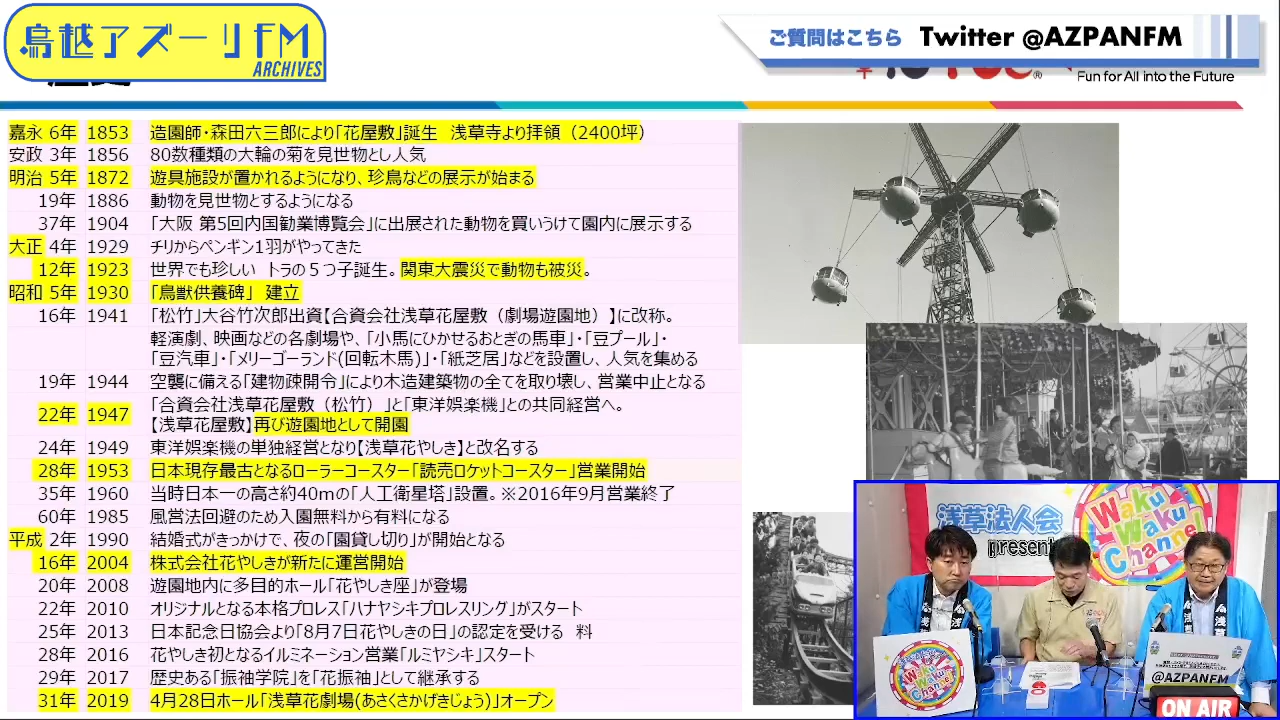 鳥越アズーリFM
ARCHIVES
ご質問はこちら Twitter @AZPANFM
Fun for All into the Future
嘉永 6年 1853 造園師・森田六三郎により「花屋敷」誕生 浅草寺より拝領（2400坪）
安政 3年 1856 80数種類の大輪の菊を見世物とし人気
明治 5年 1872 遊具施設が置かれるようになり、珍鳥などの展示が始まる
19年 1886 動物を見世物とするようになる
37年 1904 「大阪 第5回内国勧業博覧会」に出展された動物を買いうけて園内に展示する
大正 4年 1929 チリからペンギン1羽がやってきた
12年 1923 世界でも珍しい トラの５つ子誕生。関東大震災で動物も被災。
昭和 5年 1930 「鳥獣供養碑」 建立
16年 1941 「松竹」大谷竹次郎出資【合資会社浅草花屋敷（劇場遊園地）】に改称。
軽演劇、映画などの各劇場や、「小馬にひかせるおとぎの馬車」・「豆プール」・
「豆汽車」・「メリーゴーランド(回転木馬)」・「紙芝居」などを設置し、人気を集める
19年 1944 空襲に備える「建物疎開令」により木造建築物の全てを取り壊し、営業中止となる
22年 1947 「合資会社浅草花屋敷（松竹）」と「東洋娯楽機」との共同経営へ。
【浅草花屋敷】再び遊園地として開園
24年 1949 東洋娯楽機の単独経営となり【浅草花やしき】と改名する
28年 1953 日本現存最古となるローラーコースター「読売ロケットコースター」営業開始
35年 1960 当時日本一の高さ約40mの「人工衛星塔」設置。※2016年9月営業終了
60年 1985 風営法回避のため入園無料から有料になる
平成 2年 1990 結婚式がきっかけで、夜の「園貸し切り」が開始となる
16年 2004 株式会社花やしきが新たに運営開始
20年 2008 遊園地内に多目的ホール「花やしき座」が登場
22年 2010 オリジナルとなる本格プロレス「ハナヤシキプロレスリング」がスタート
25年 2013 日本記念日協会より「8月7日花やしきの日」の認定を受ける 料
28年 2016 花やしき初となるイルミネーション営業「ルミヤシキ」スタート
29年 2017 歴史ある「振袖学院」を「花振袖」として継承する
31年 2019 4月28日ホール「浅草花劇場(あさくさかげきじょう)」オープン
浅草法人会
present
Waku
Waku
Channel
Waku
Waku
Channel
@AZPANFM
ON AIR